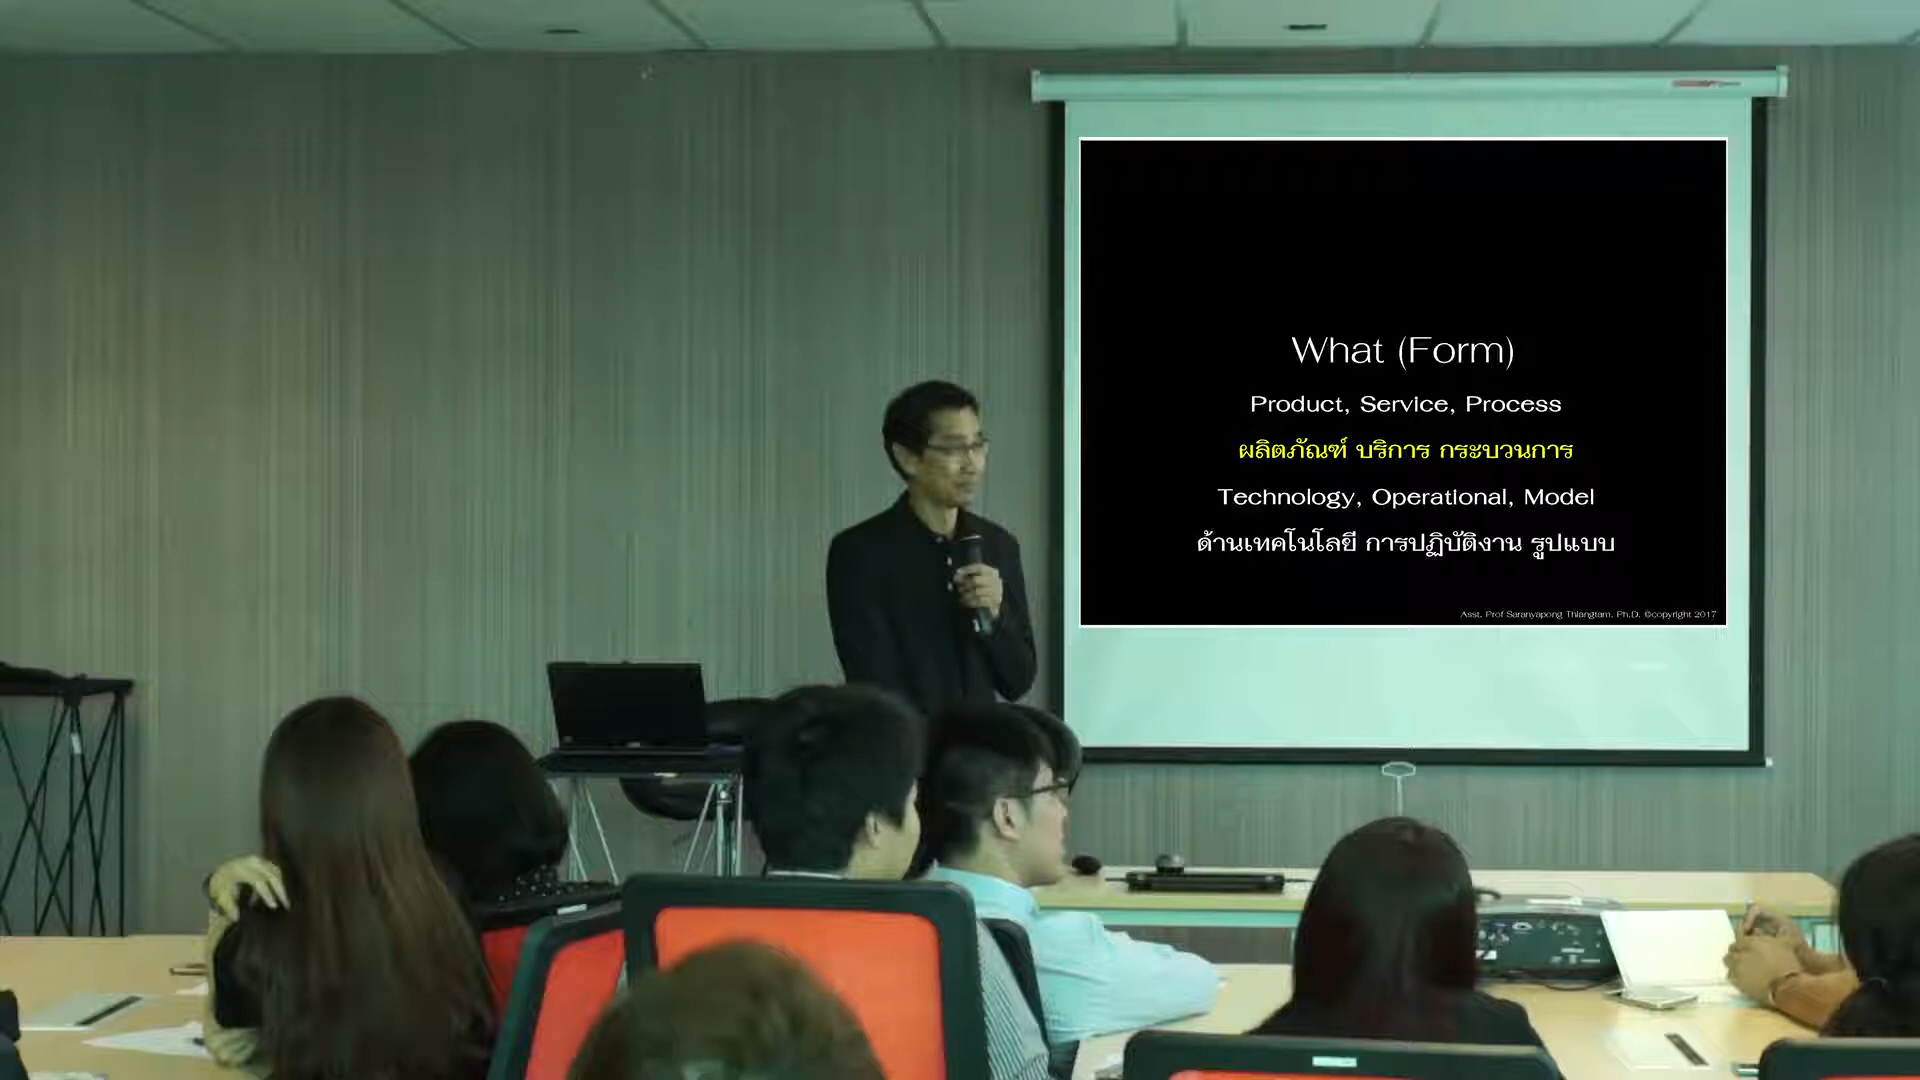 What (Form)
Product, Service, Process
ผลิตภัณฑ์ บริการ กระบวนการ
Technology, Operational, Model
ด้านเทคโนโลยี การปฏิบัติงาน รูปแบบ
Asst. Prof Saranyapong Thiangtam. Ph.D. ©copyright 2017